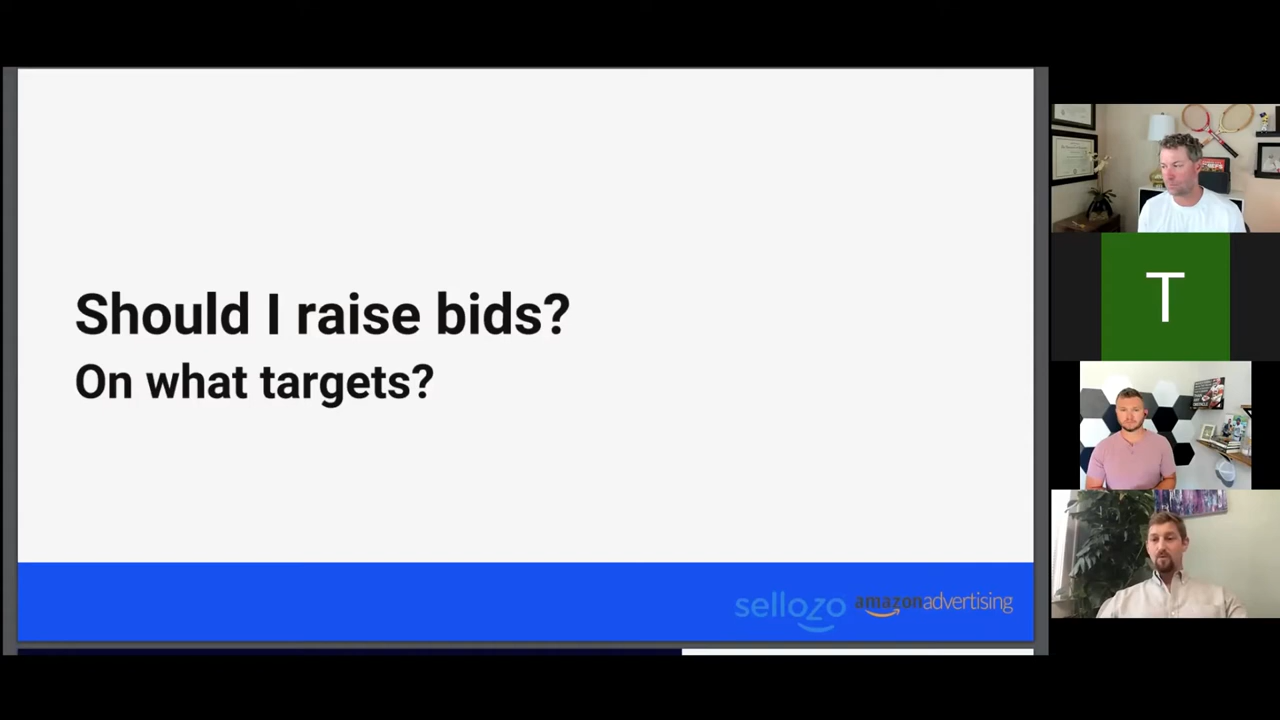 Should I raise bids?
On what targets?
sellozo amazonadvertising
T